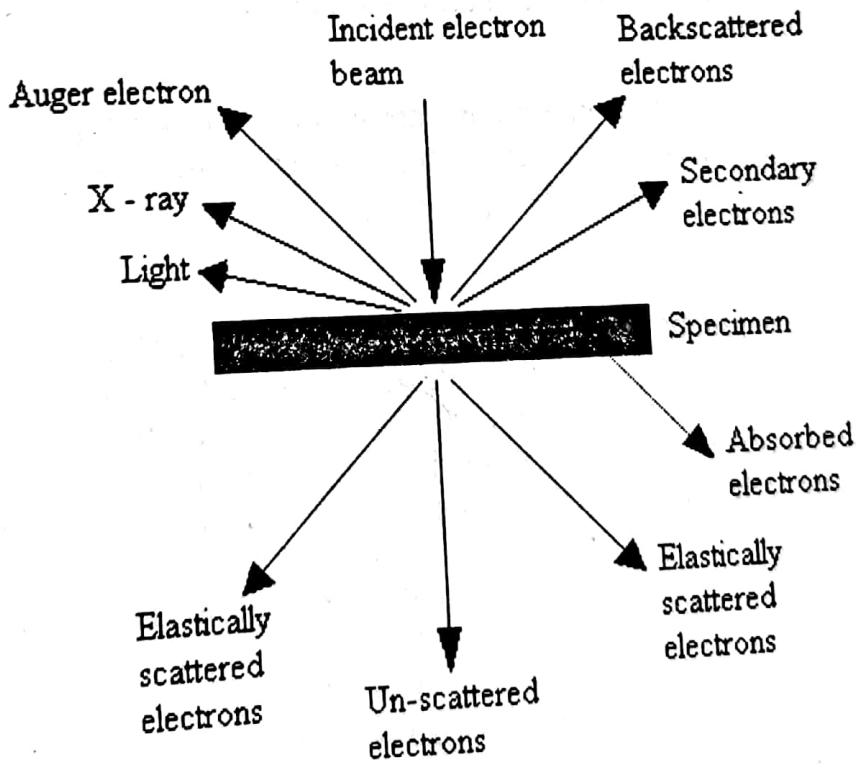 Incident electron
beam
Backscattered
electrons
Auger electron
X - ray
Light
Secondary
electrons
Specimen
Absorbed
electrons
Elastically
scattered
electrons
Un-scattered
electrons
Elastically
scattered
electrons